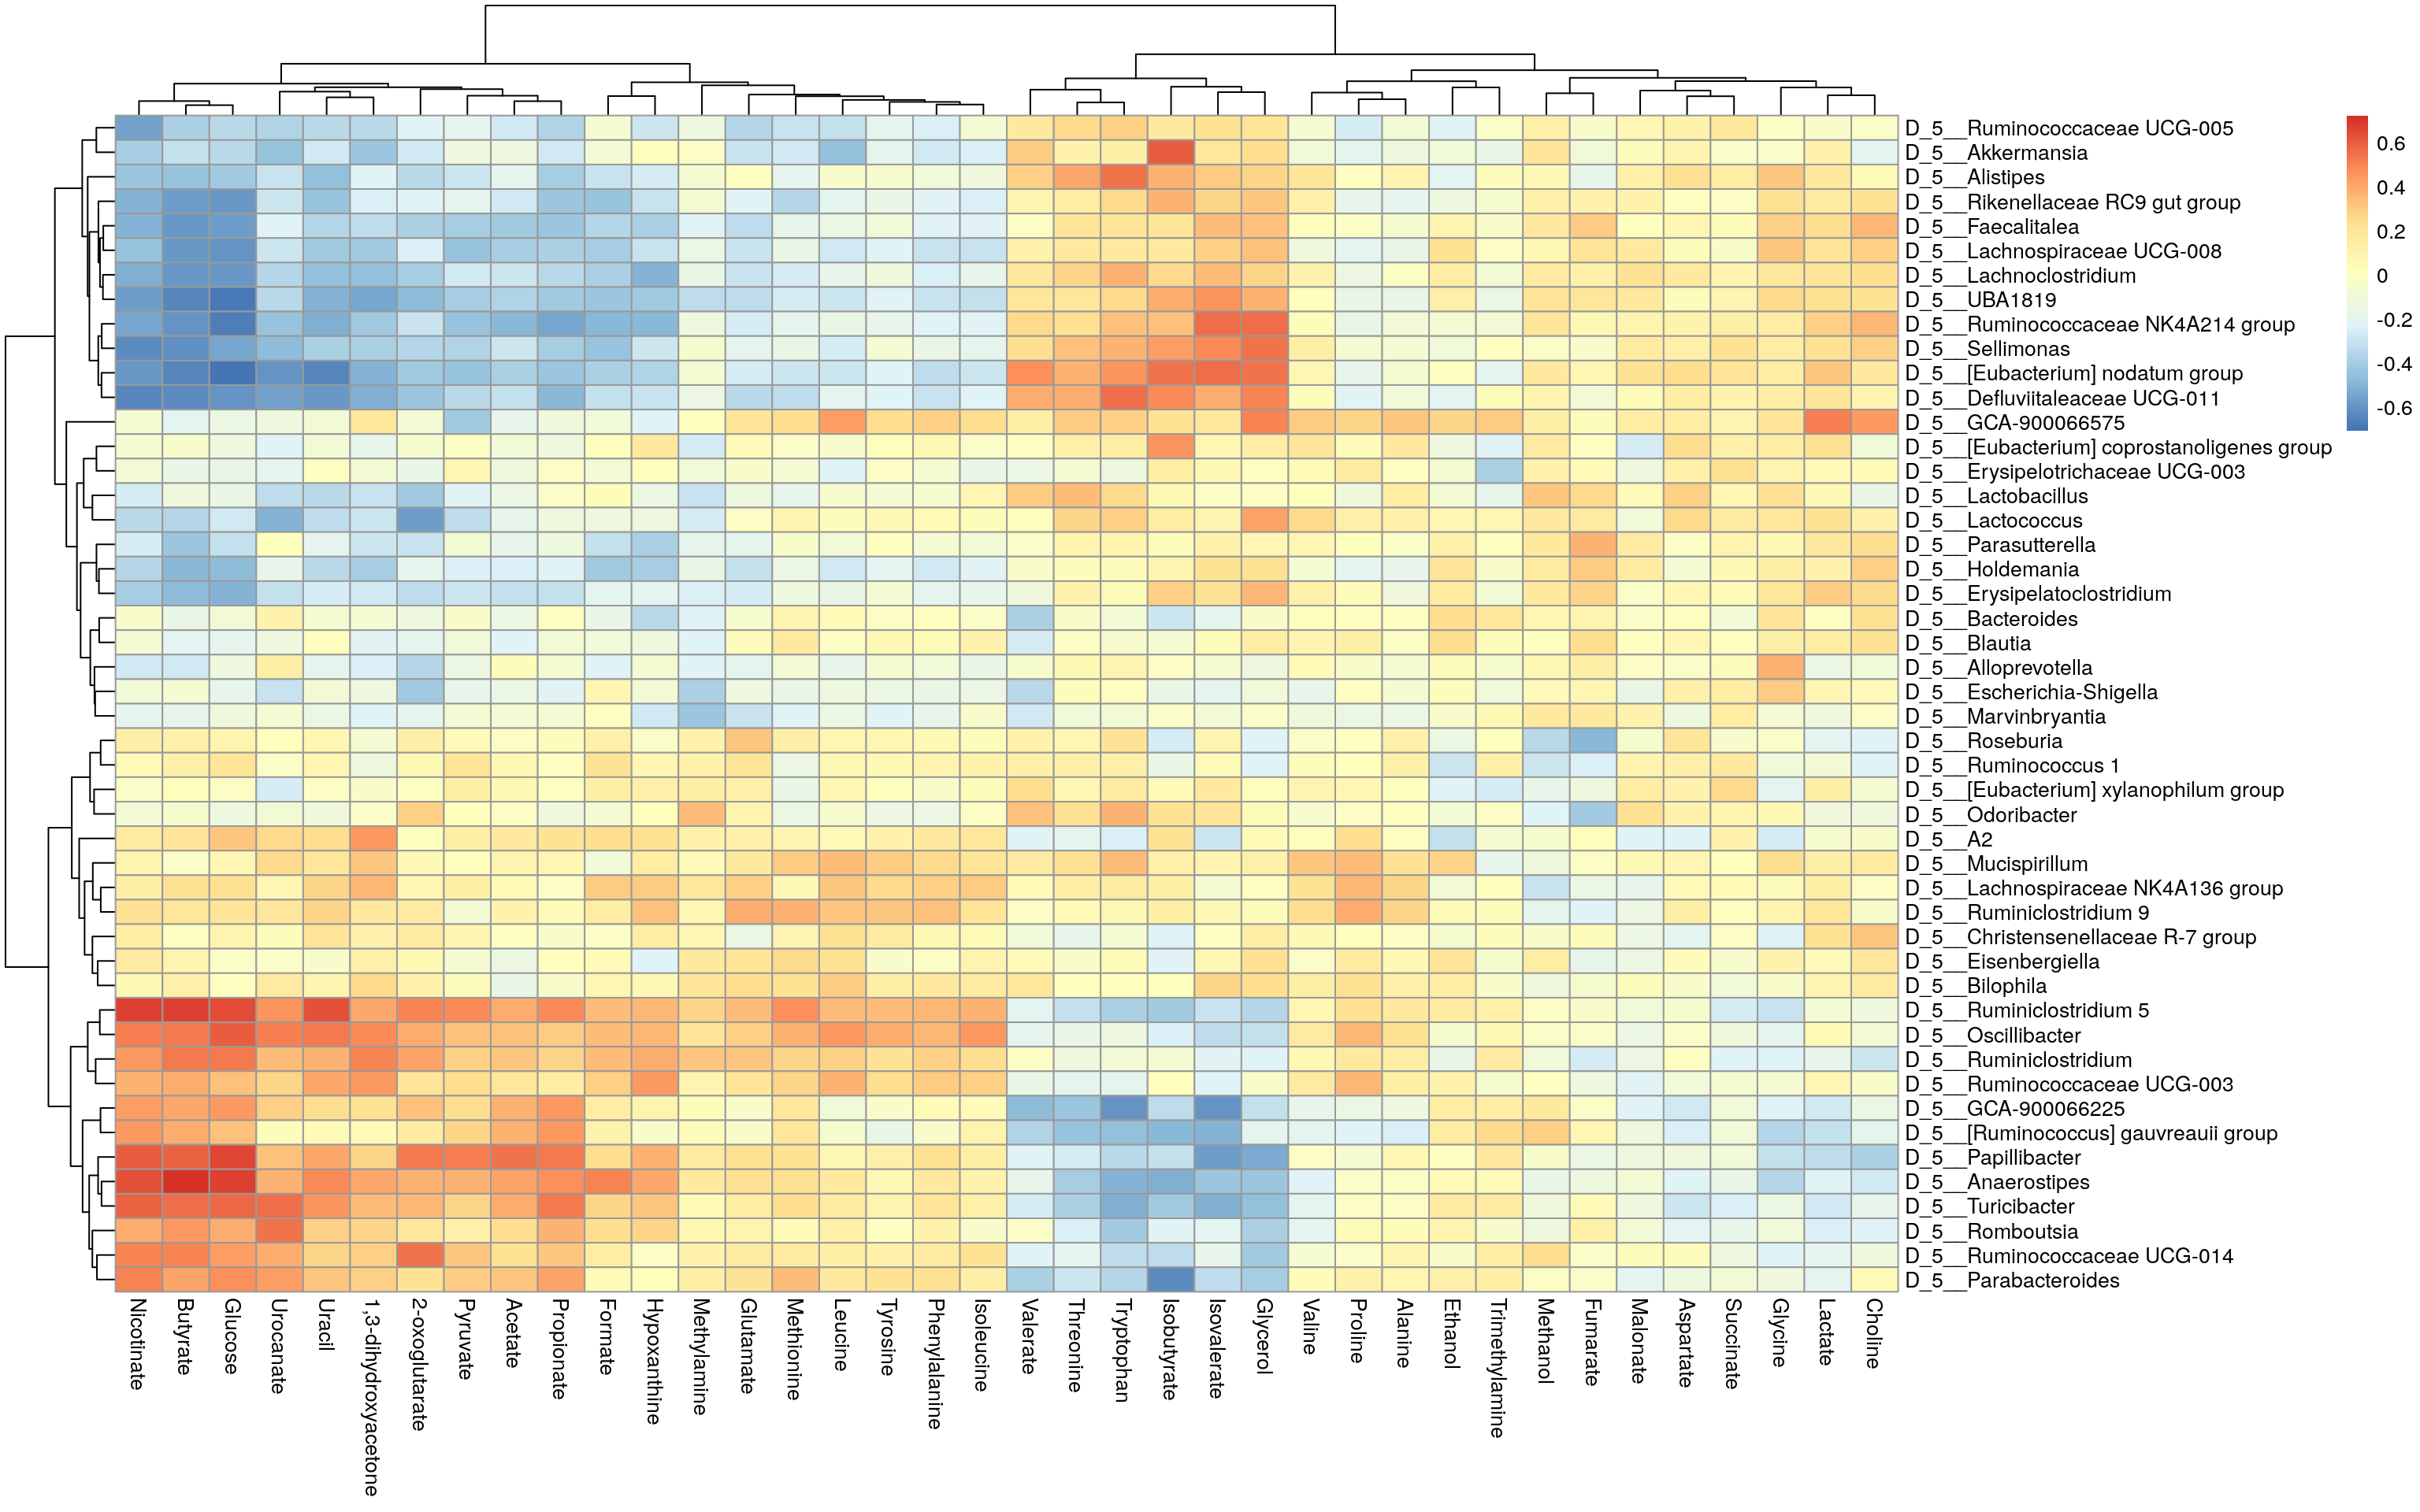 D_5__Ruminococcaceae UCG-005
D_5__Akkermansia
D_5__Alistipes
D_5__Rikenellaceae RC9 gut group
D_5__Faecalitalea
D_5__Lachnospiraceae UCG-008
D_5__Lachnoclostridium
D_5__UBA1819
D_5__Ruminococcaceae NK4A214 group
D_5__Sellimonas
D_5__[Eubacterium] nodatum group
D_5__Defluviitaleaceae UCG-011
D_5__GCA-900066575
D_5__[Eubacterium] coprostanoligenes group
D_5__Erysipelotrichaceae UCG-003
D_5__Lactobacillus
D_5__Lactococcus
D_5__Parasutterella
D_5__Holdemania
D_5__Erysipelatoclostridium
D_5__Bacteroides
D_5__Blautia
D_5__Alloprevotella
D_5__Escherichia-Shigella
D_5__Marvinbryantia
D_5__Roseburia
D_5__Ruminococcus 1
D_5__[Eubacterium] xylanophilum group
D_5__Odoribacter
D_5__A2
D_5__Mucispirillum
D_5__Lachnospiraceae NK4A136 group
D_5__Ruminiclostridium 9
D_5__Christensenellaceae R-7 group
D_5__Eisenbergiella
D_5__Bilophila
D_5__Ruminiclostridium 5
D_5__Oscillibacter
D_5__Ruminiclostridium
D_5__Ruminococcaceae UCG-003
D_5__GCA-900066225
D_5__[Ruminococcus] gauvreauii group
D_5__Papillibacter
D_5__Anaerostipes
D_5__Turicibacter
D_5__Romboutsia
D_5__Ruminococcaceae UCG-014
D_5__Parabacteroides
0.6
0.4
0.2
0
-0.2
-0.4
-0.6
Nicotinate
Butyrate
Glucose
Urocanate
Uracil
1,3-dihydroxyacetone
2-oxoglutarate
Pyruvate
Acetate
Propionate
Formate
Hypoxanthine
Methylamine
Glutamate
Methionine
Leucine
Tyrosine
Phenylalanine
Isoleucine
Valerate
Threonine
Tryptophan
Isobutyrate
Isovalerate
Glycerol
Valine
Proline
Alanine
Ethanol
Trimethylamine
Methanol
Fumarate
Malonate
Aspartate
Succinate
Glycine
Lactate
Choline